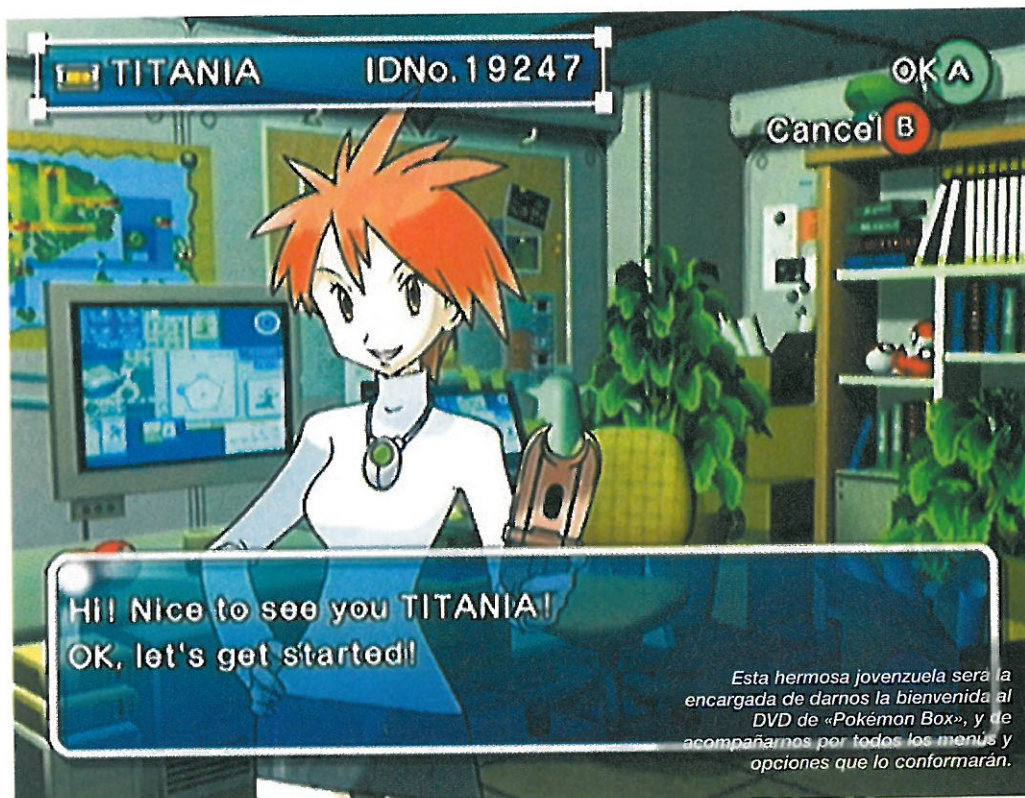 TITANIA IDNo.19247
OK A
Cancel B
Hi! Nice to see you TITANIA!
OK, let's get started!
Esta hermosa jovenzuela será la
encargada de darnos la bienvenida al
DVD de «Pokémon Box», y de
acompañarnos por todos los menús y
opciones que lo conformarán.